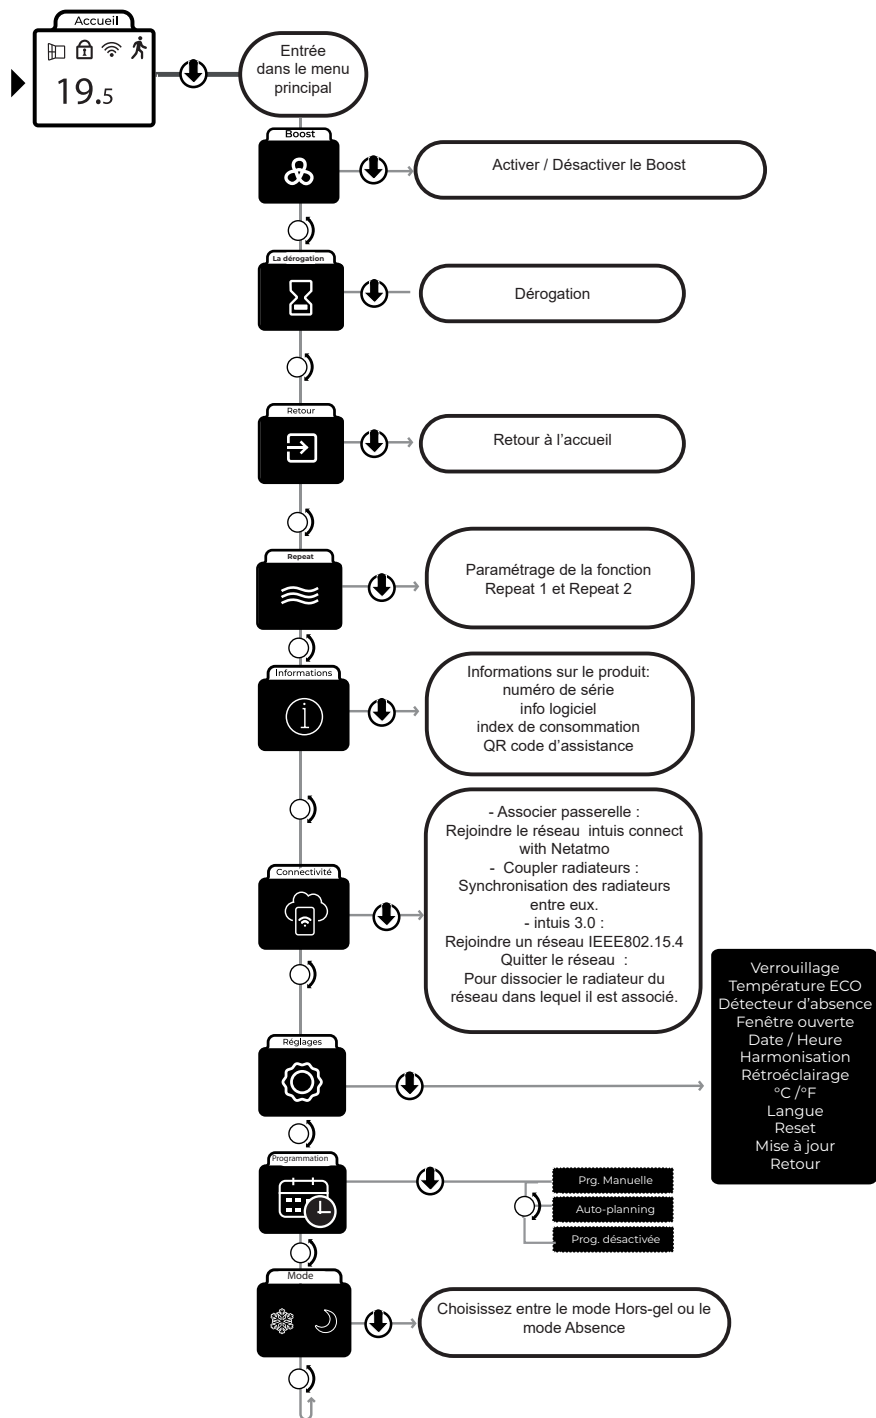 Accueil
19.5
Entrée
dans le menu
principal
Boost
Activer / Désactiver le Boost
La dérogation
Dérogation
Retour
Retour à l'accueil
Repeat
Paramétrage de la fonction
Repeat 1 et Repeat 2
Informations
Informations sur le produit:
numéro de série
info logiciel
index de consommation
QR code d'assistance
Connectivité
- Associer passerelle :
Rejoindre le réseau intuis connect
with Netatmo
- Coupler radiateurs :
Synchronisation des radiateurs
entre eux.
- intuis 3.0 :
Rejoindre un réseau IEEE802.15.4
Quitter le réseau :
Pour dissocier le radiateur du
réseau dans lequel il est associé.
Réglages
Verrouillage
Température ECO
Détecteur d'absence
Fenêtre ouverte
Date / Heure
Harmonisation
Rétroéclairage
°C /°F
Langue
Reset
Mise à jour
Retour
Programmation
Prg. Manuelle
Auto-planning
Prog. désactivée
Mode
Choisissez entre le mode Hors-gel ou le
mode Absence